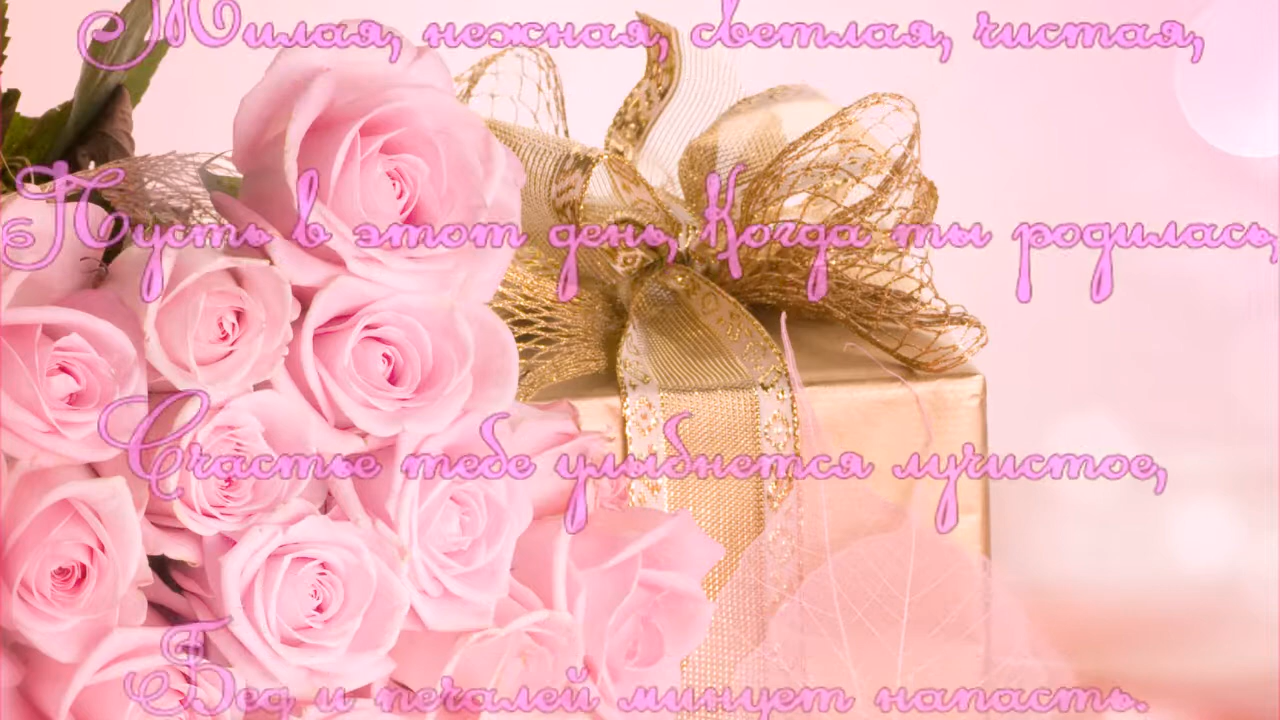 Милая, нежная, светлая, чистая,
Пусть в этот день, Когда ты родилась,
Счастье тебе улыбнется лучистое,
Бед и печалей минует напасть.